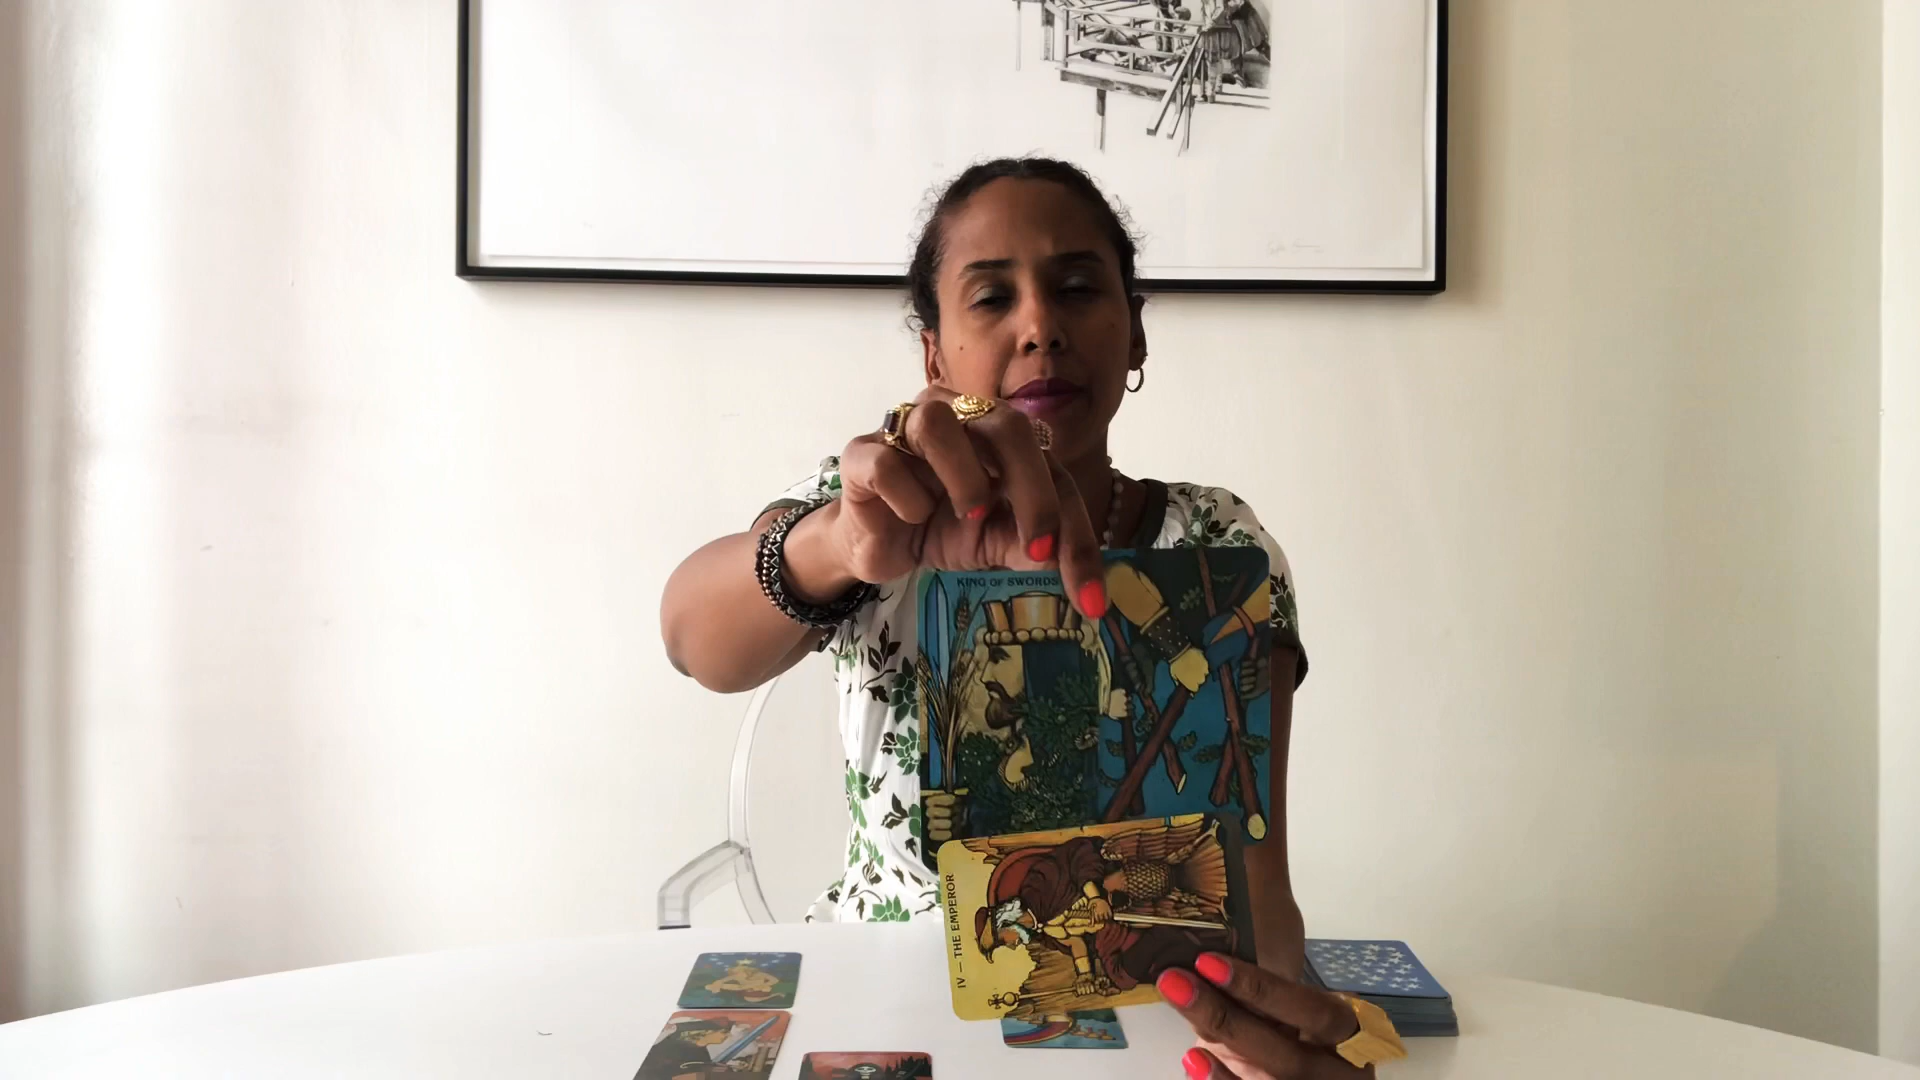 KING OF SWORDS
IV — THE EMPEROR